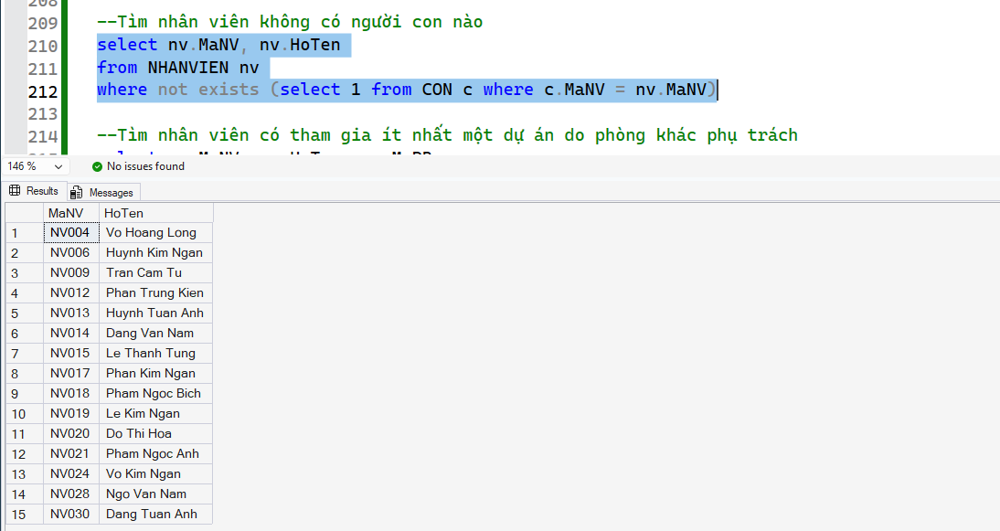 208
209 --Tìm nhân viên không có người con nào
210 select nv.MaNV, nv.HoTen
211 from NHANVIEN nv
212 where not exists (select 1 from CON c where c.MaNV = nv.MaNV)
213
214 --Tìm nhân viên có tham gia ít nhất một dự án do phòng khác phụ trách
146 % No issues found
Results Messages
MaNV HoTen
1 NV004 Vo Hoang Long
2 NV006 Huynh Kim Ngan
3 NV009 Tran Cam Tu
4 NV012 Phan Trung Kien
5 NV013 Huynh Tuan Anh
6 NV014 Dang Van Nam
7 NV015 Le Thanh Tung
8 NV017 Phan Kim Ngan
9 NV018 Pham Ngoc Bich
10 NV019 Le Kim Ngan
11 NV020 Do Thi Hoa
12 NV021 Pham Ngoc Anh
13 NV024 Vo Kim Ngan
14 NV028 Ngo Van Nam
15 NV030 Dang Tuan Anh